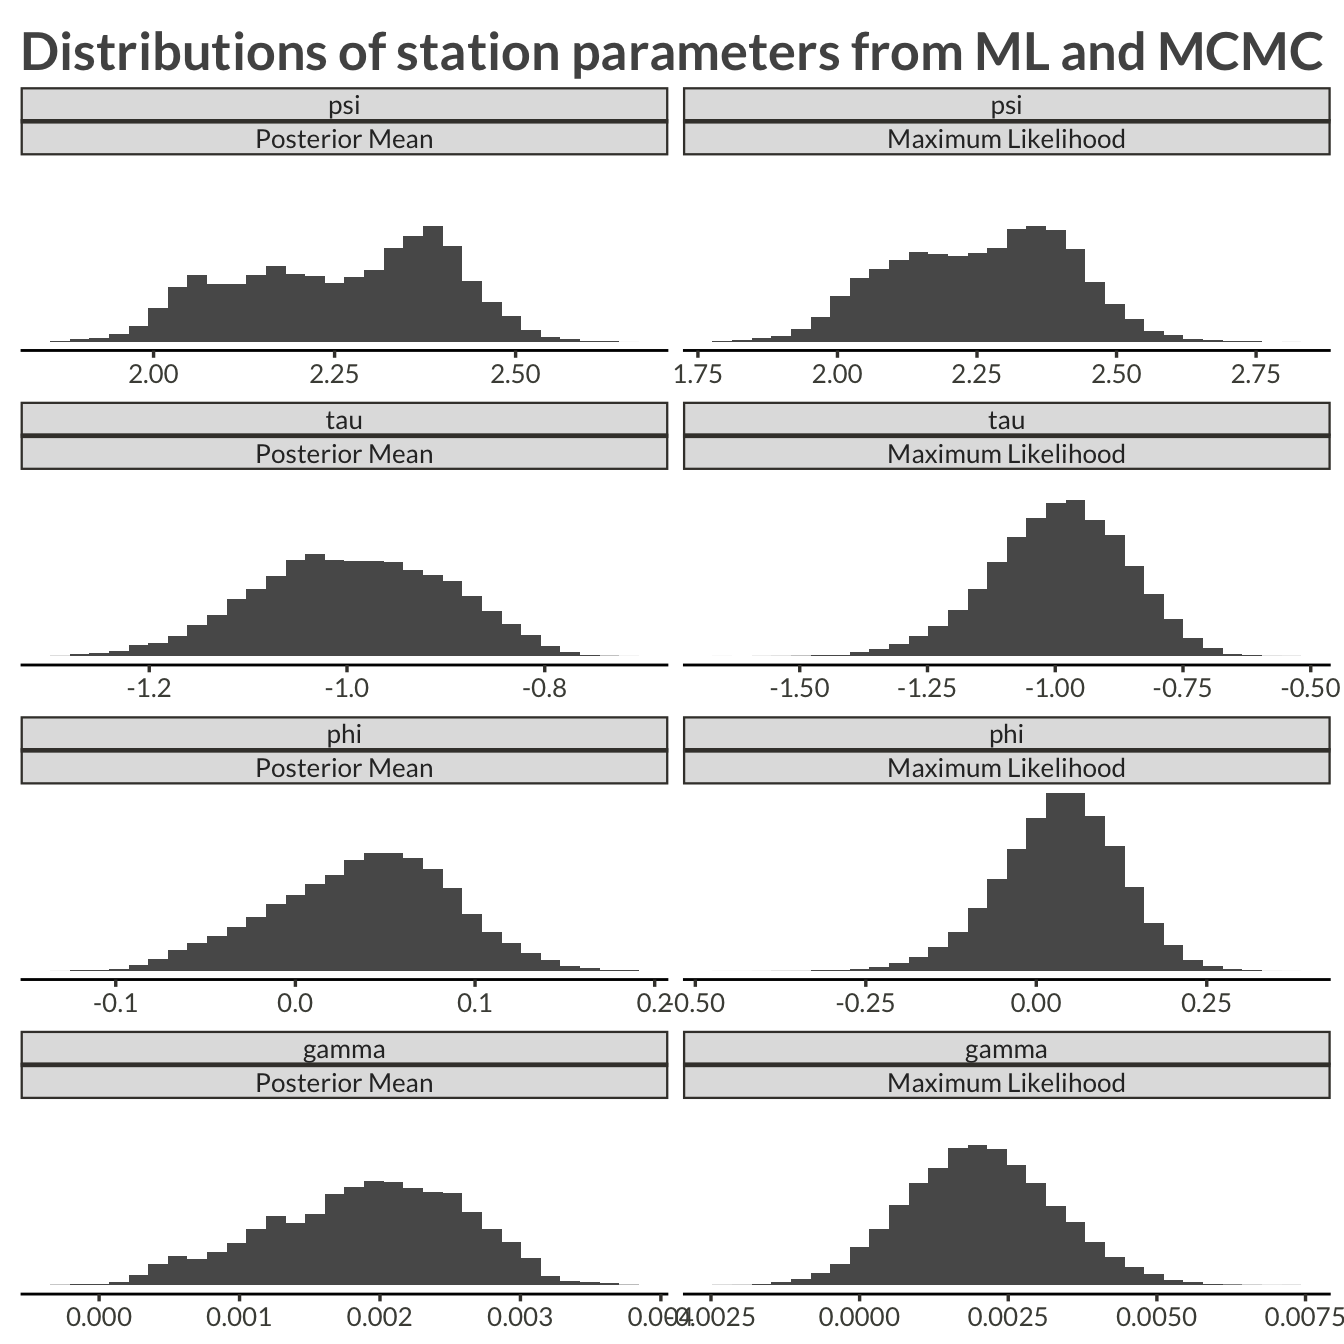 Distributions of station parameters from ML and MCMC
psi psi
Posterior Mean Maximum Likelihood
2.00 2.25 2.50 1.75 2.00 2.25 2.50 2.75
tau tau
Posterior Mean Maximum Likelihood
-1.2 -1.0 -0.8 -1.50 -1.25 -1.00 -0.75 -0.50
phi phi
Posterior Mean Maximum Likelihood
-0.1 0.0 0.1 0.2 0.50 -0.25 0.00 0.25
gamma gamma
Posterior Mean Maximum Likelihood
0.000 0.001 0.002 0.003 0.0000 0.0025 0.0050 0.0075